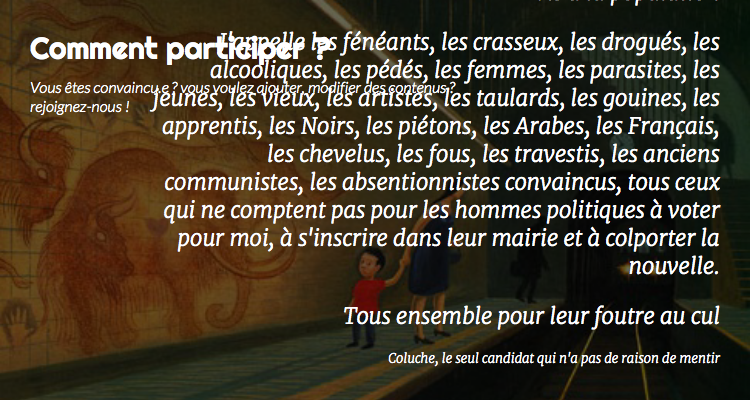 à la population :
Comment participer ?
Vous êtes convaincu.e ? vous voulez ajouter, modifier des contenus ?
rejoignez-nous !
J'appelle les fénéants, les crasseux, les drogués, les
alcooliques, les pédés, les femmes, les parasites, les
jeunes, les vieux, les artistes, les taulards, les gouines, les
apprentis, les Noirs, les piétons, les Arabes, les Français,
les chevelus, les fous, les travestis, les anciens
communistes, les absentionnistes convaincus, tous ceux
qui ne comptent pas pour les hommes politiques à voter
pour moi, à s'inscrire dans leur mairie et à colporter la
nouvelle.
Tous ensemble pour leur foutre au cul
Coluche, le seul candidat qui n'a pas de raison de mentir